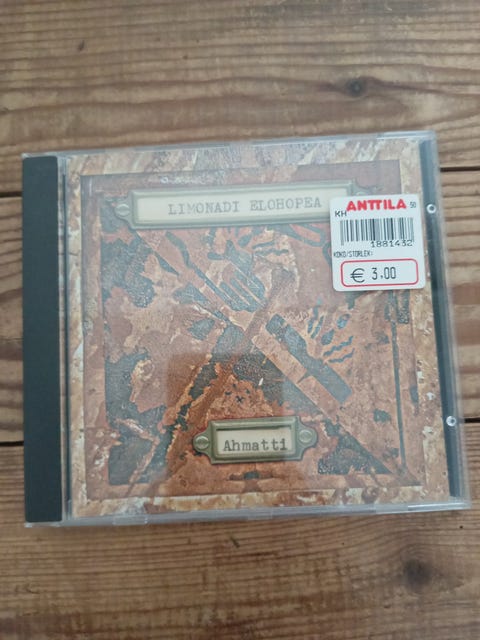 LIMONADI ELOHOPEA
ANTTILA 50
KH
1881432
KOKO/STORLEK:
€ 3,00
Ahmatti